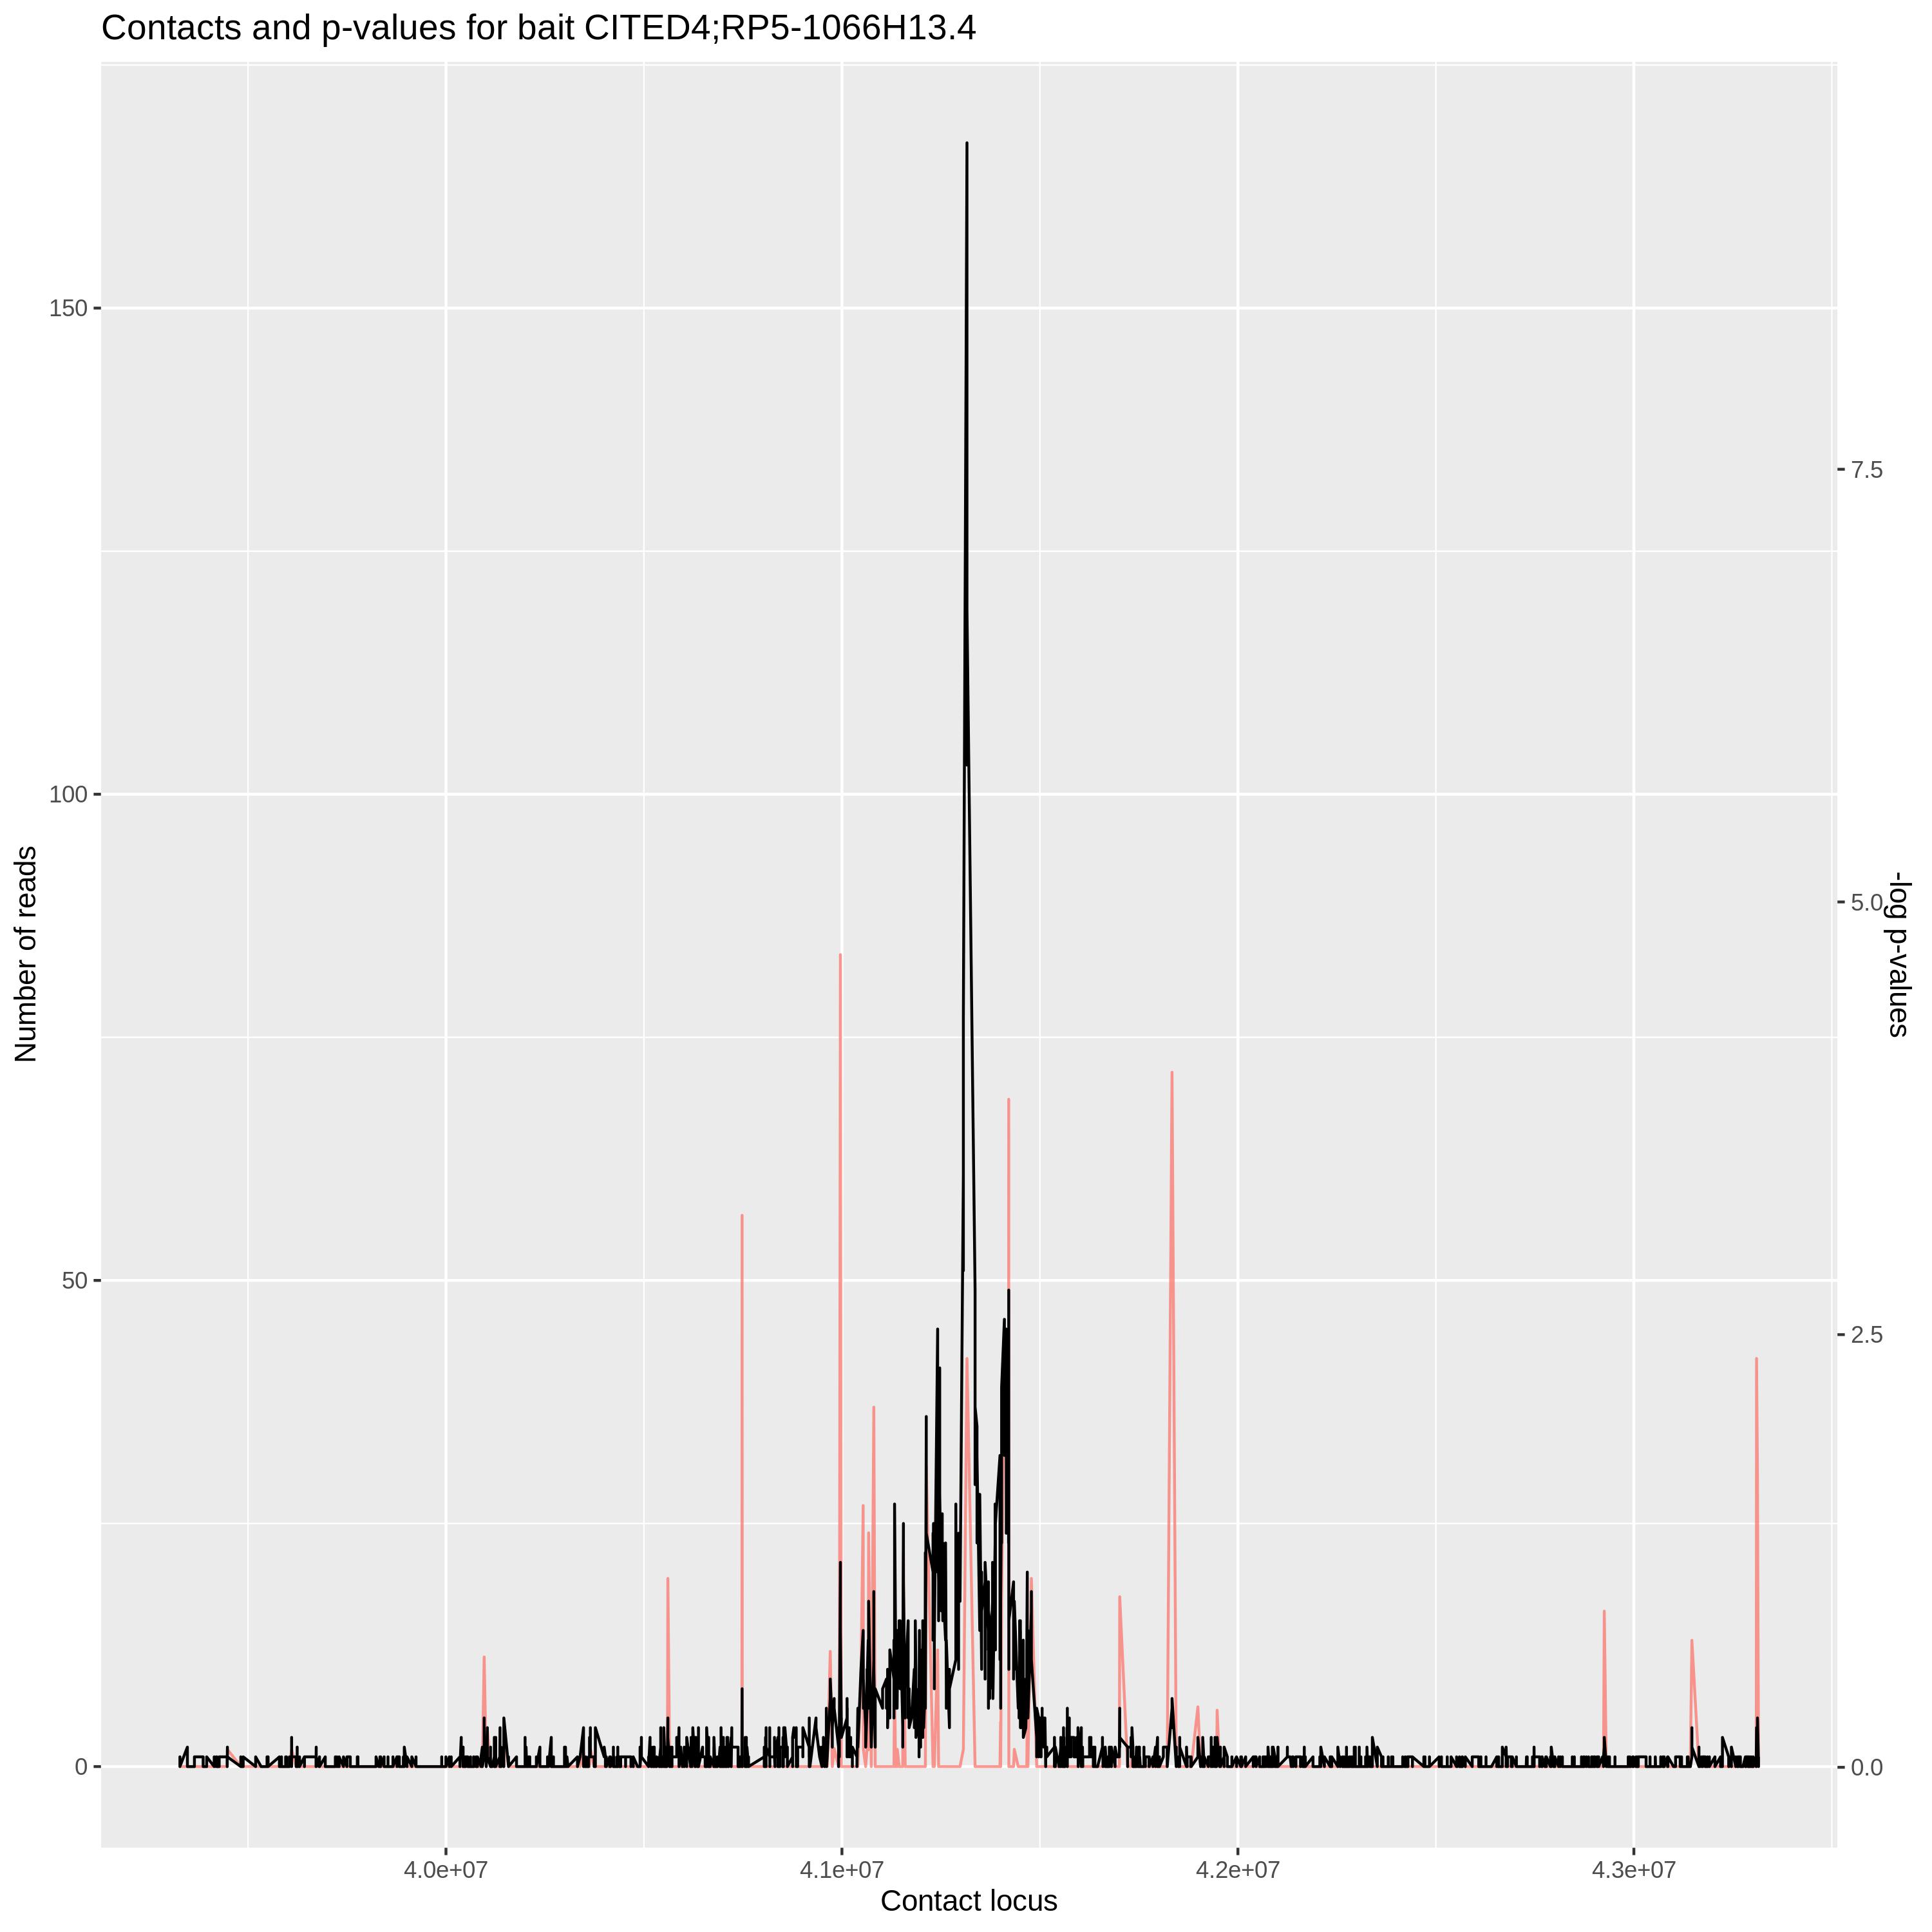 Contacts and p-values for bait CITED4;RP5-1066H13.4
Number of reads
150
100
50
0
7.5
5.0
2.5
0.0
-log p-values
4.0e+07
4.1e+07
4.2e+07
4.3e+07
Contact locus